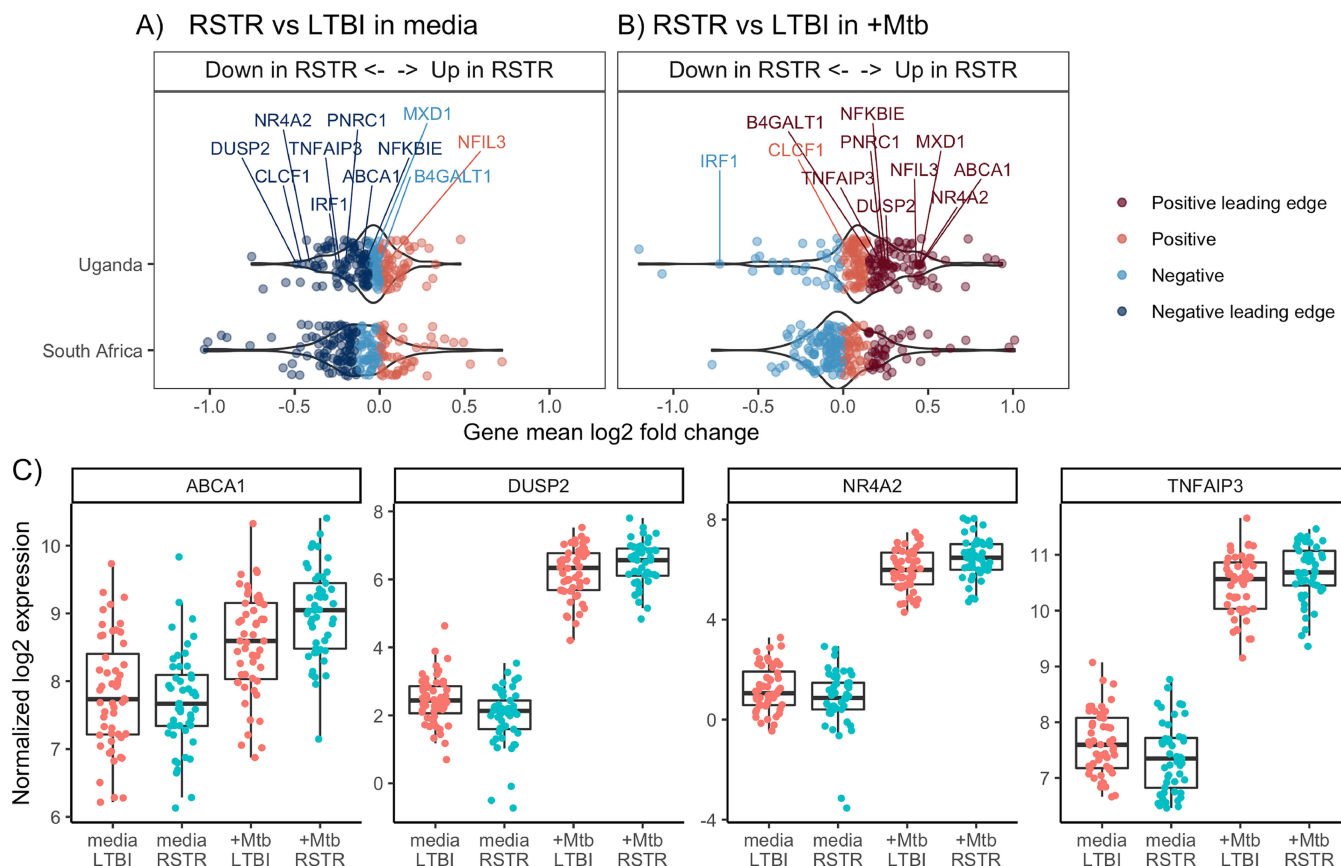 A) RSTR vs LTBI in media
B) RSTR vs LTBI in +Mtb
Down in RSTR <- -> Up in RSTR
Down in RSTR <- -> Up in RSTR
NR4A2 PNRC1 MXD1
DUSP2 TNFAIP3 NFKBIE NFIL3
CLCF1 ABCA1 B4GALT1
IRF1
B4GALT1 NFKBIE
IRF1 CLCF1 PNRC1 MXD1
TNFAIP3 NFIL3 ABCA1
DUSP2 NR4A2
Uganda
South Africa
-1.0 -0.5 0.0 0.5 1.0
-1.0 -0.5 0.0 0.5 1.0
Gene mean log2 fold change
Positive leading edge
Positive
Negative
Negative leading edge
C)
Normalized log2 expression
ABCA1
10
9
8
7
6
media LTBI
media RSTR
+Mtb LTBI
+Mtb RSTR
DUSP2
8
6
4
2
0
media LTBI
media RSTR
+Mtb LTBI
+Mtb RSTR
NR4A2
8
4
0
-4
media LTBI
media RSTR
+Mtb LTBI
+Mtb RSTR
TNFAIP3
11
10
9
8
7
media LTBI
media RSTR
+Mtb LTBI
+Mtb RSTR